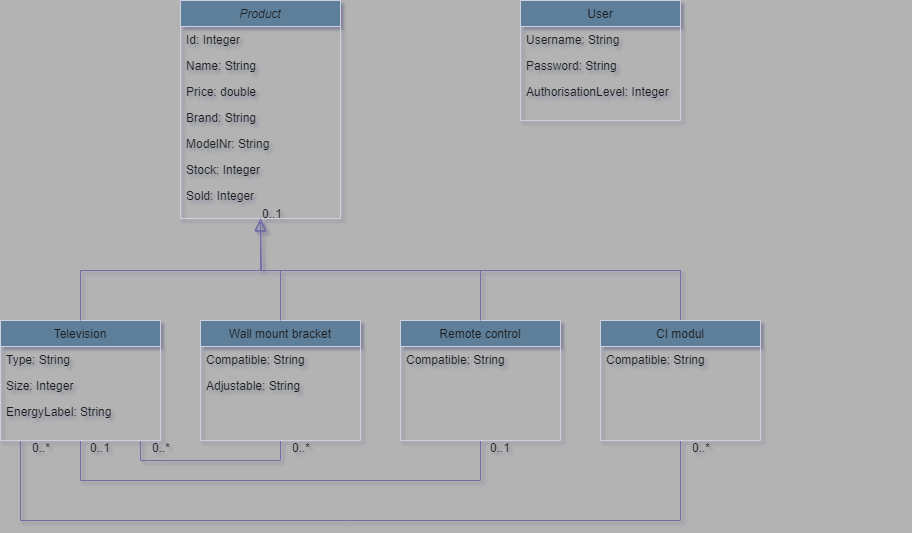 Product
Id: Integer
Name: String
Price: double
Brand: String
ModelNr: String
Stock: Integer
Sold: Integer
0..1
User
Username: String
Password: String
AuthorisationLevel: Integer
Television
Type: String
Size: Integer
EnergyLabel: String
Wall mount bracket
Compatible: String
Adjustable: String
Remote control
Compatible: String
CI modul
Compatible: String
0..*
0..1
0..*
0..*
0..1
0..*